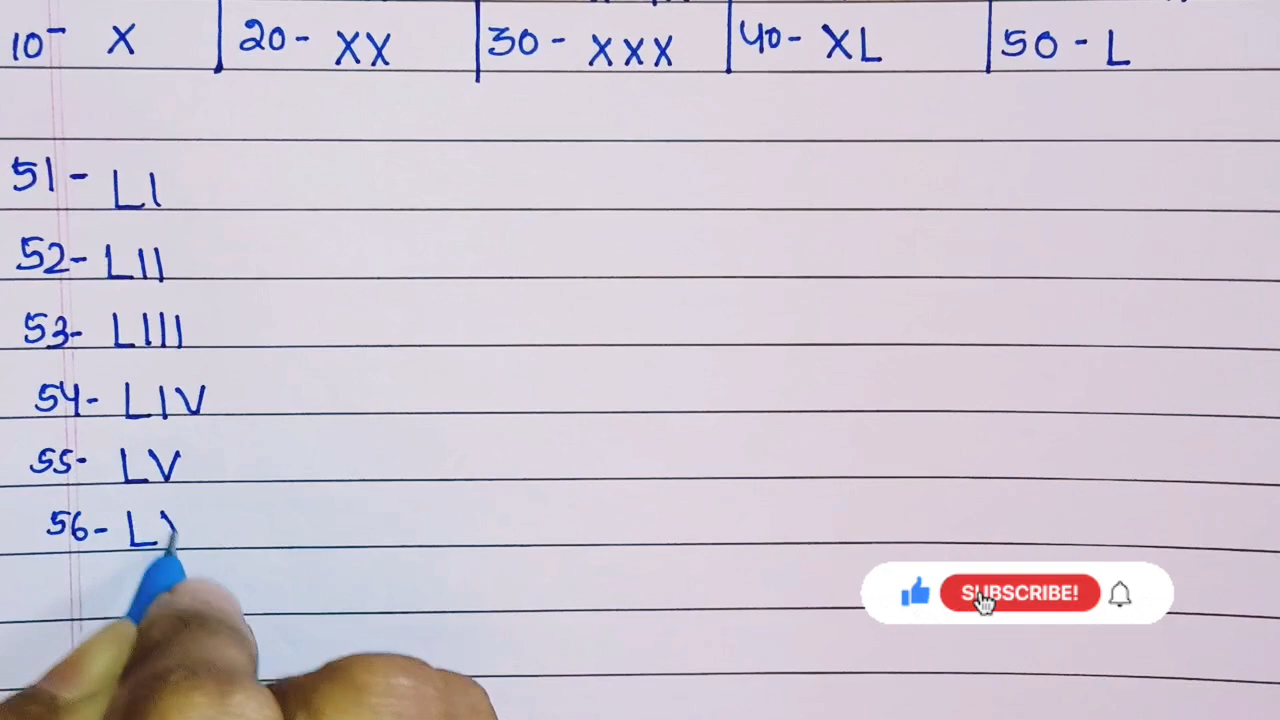 10- X 20- XX 30- XXX 40- XL 50- L
51- LI
52- LII
53- LIII
54- LIV
55- LV
56- L
SUBSCRIBE!